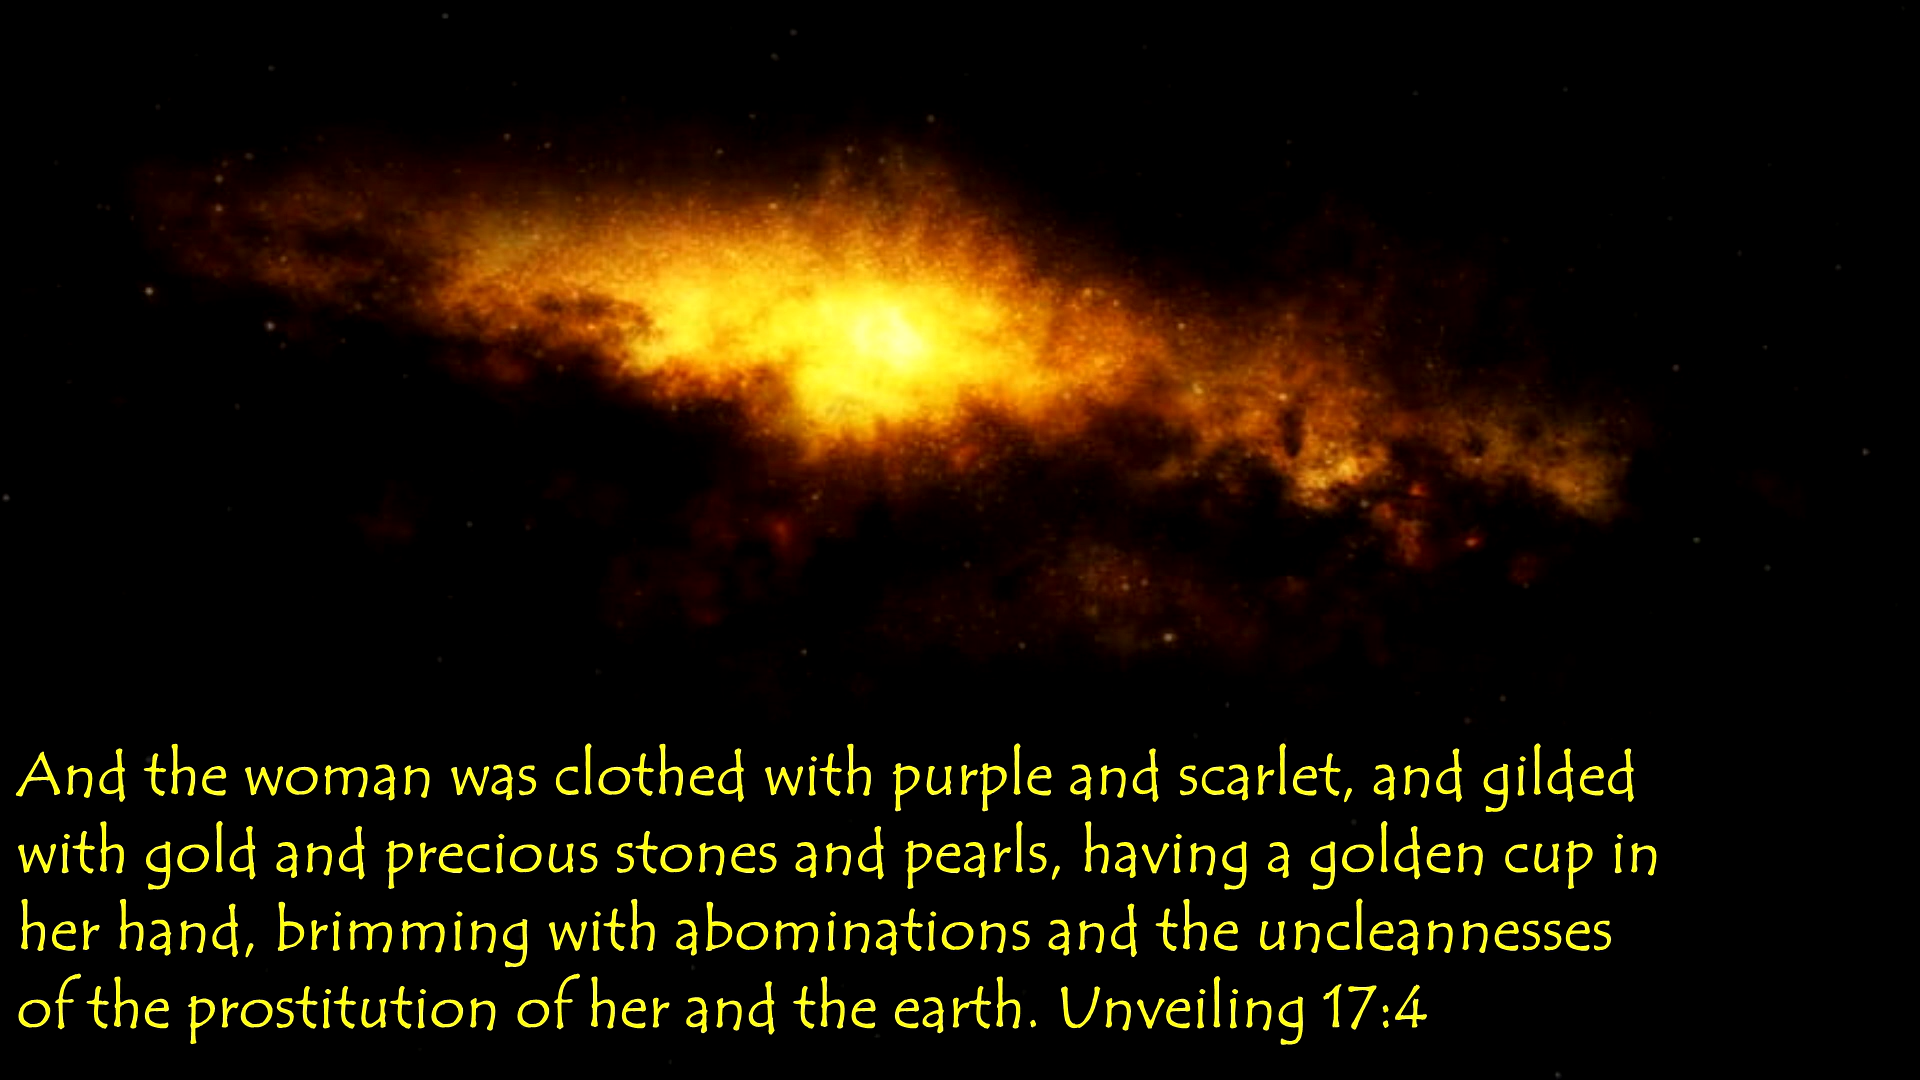 And the woman was clothed with purple and scarlet, and gilded
with gold and precious stones and pearls, having a golden cup in
her hand, brimming with abominations and the uncleannesses
of the prostitution of her and the earth. Unveiling 17:4